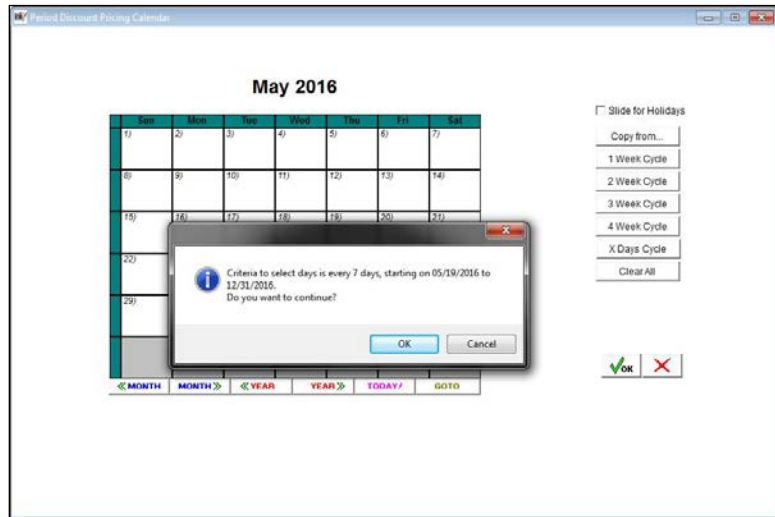 Period Discount Pricing Calendar
May 2016
Sun Mon Tue Wed Thu Fri Sat
1) 2) 3) 4) 5) 6) 7)
8) 9) 10) 11) 12) 13) 14)
15) 16) 17) 18) 19) 20) 21)
22)
29)
Criteria to select days is every 7 days, starting on 05/19/2016 to
12/31/2016.
Do you want to continue?
OK Cancel
≪ MONTH MONTH ≫ ≪ YEAR YEAR ≫ TODAY! GOTO
Slide for Holidays
Copy from...
1 Week Cycle
2 Week Cycle
3 Week Cycle
4 Week Cycle
X Days Cycle
Clear All
OK